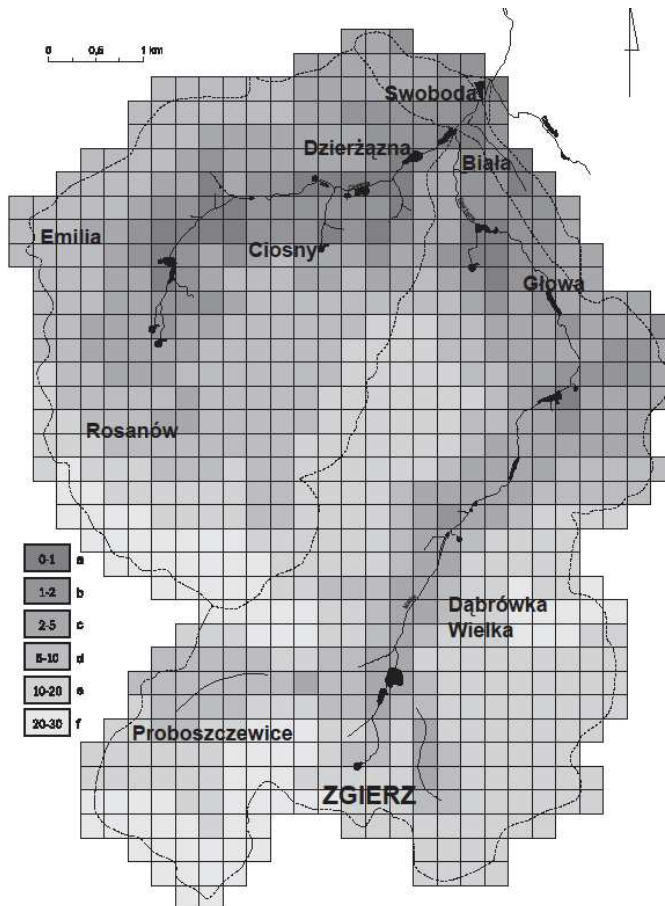 0 0,5 1 km
Swoboda
Dzierżązna
Biała
Emilia
Ciosny
Głowa
Rosanów
0-1 a
1-2 b
2-5 c
5-10 d
10-20 e
20-30 f
Dąbrówka
Wielka
Proboszczewice
ZGIERZ